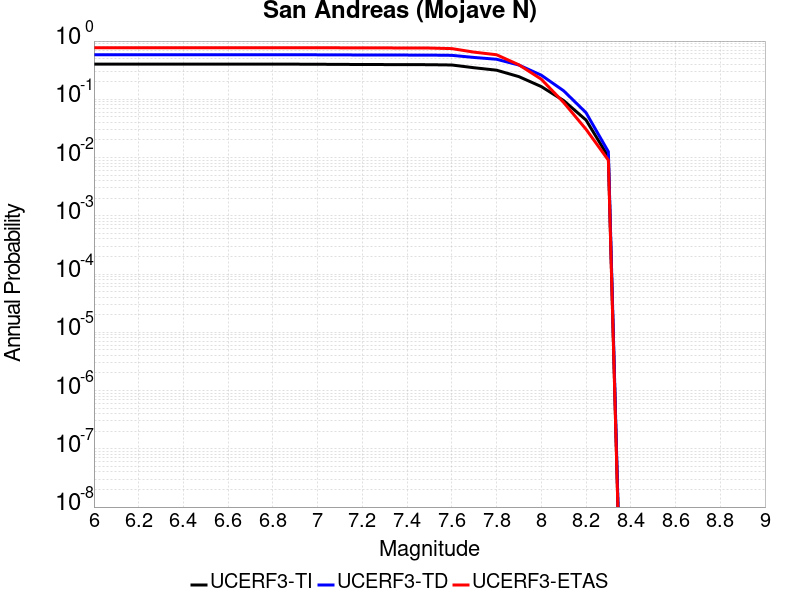 San Andreas (Mojave N)
Annual Probability
10^0
10^-1
10^-2
10^-3
10^-4
10^-5
10^-6
10^-7
10^-8
6 6.2 6.4 6.6 6.8 7 7.2 7.4 7.6 7.8 8 8.2 8.4 8.6 8.8 9
Magnitude
UCERF3-TI UCERF3-TD UCERF3-ETAS